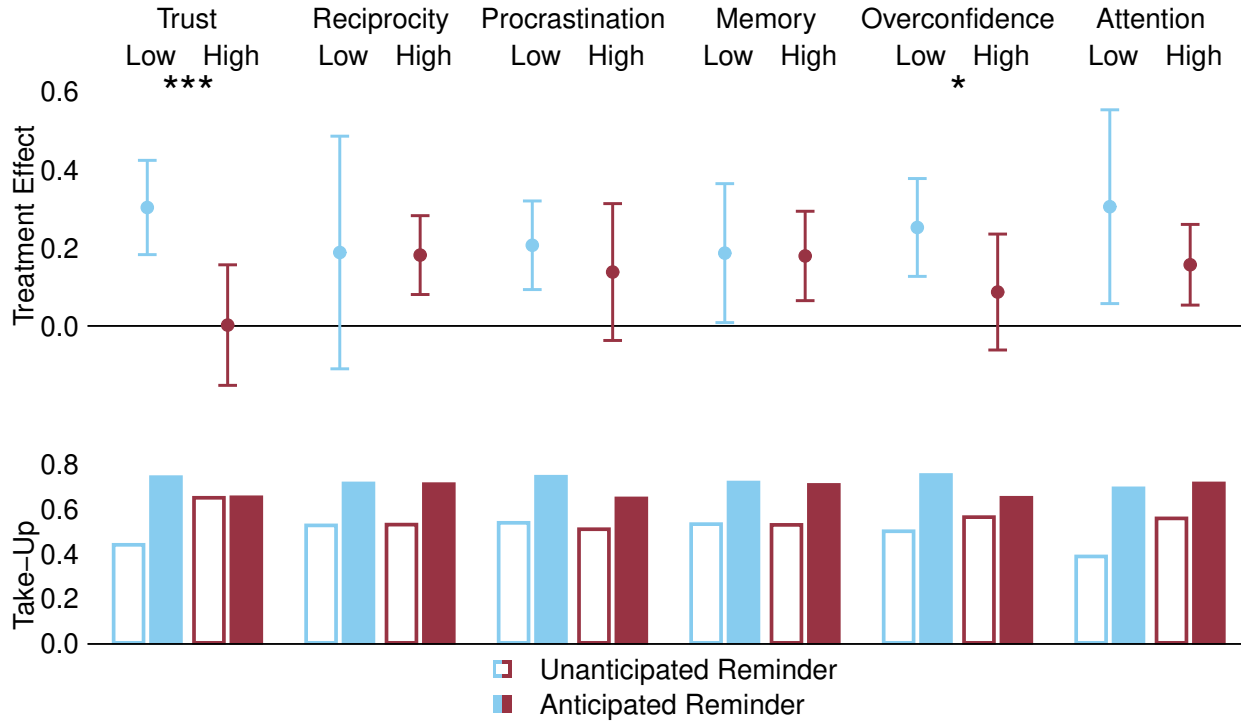 Trust Reciprocity Procrastination Memory Overconfidence Attention
Low High Low High Low High Low High Low High Low High
*** *
Treatment Effect
0.6
0.4
0.2
0.0
Take–Up
0.8
0.6
0.4
0.2
0.0
Unanticipated Reminder
Anticipated Reminder